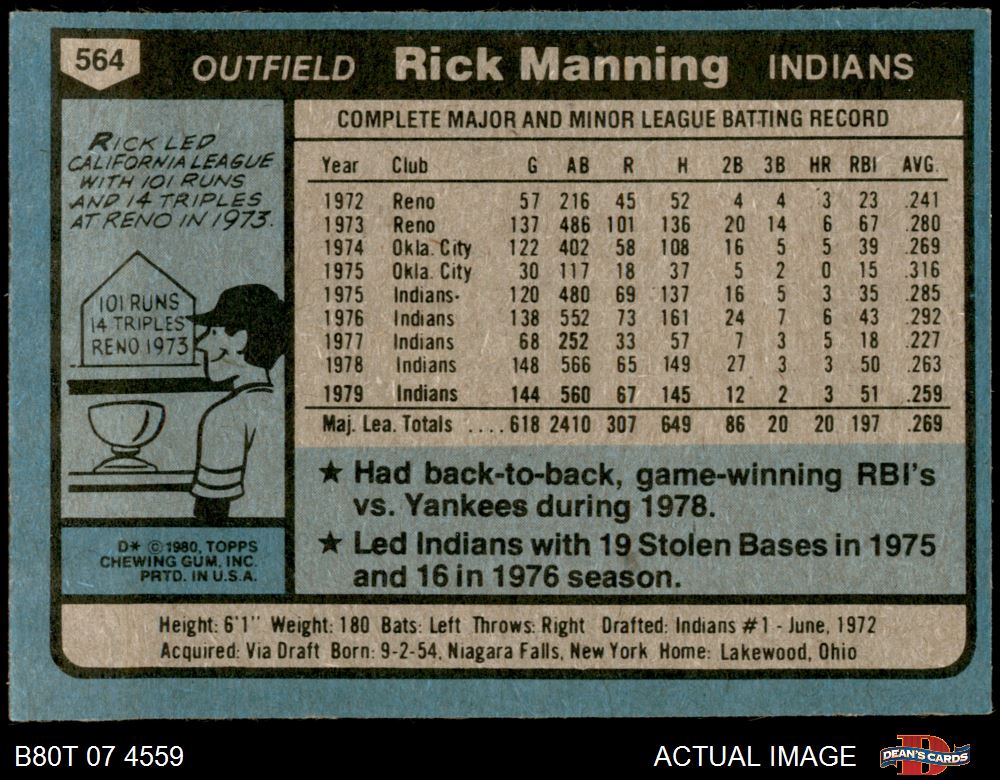 564
OUTFIELD Rick Manning INDIANS
RICK LED
CALIFORNIA LEAGUE
WITH 101 RUNS
AND 14 TRIPLES
AT RENO IN 1973.
101 RUNS
14 TRIPLES
RENO 1973
D* © 1980, TOPPS
CHEWING GUM, INC.
PRTD. IN U.S.A.
COMPLETE MAJOR AND MINOR LEAGUE BATTING RECORD
Year Club G AB R H 2B 3B HR RBI AVG.
1972 Reno 57 216 45 52 4 4 3 23 .241
1973 Reno 137 486 101 136 20 14 6 67 .280
1974 Okla. City 122 402 58 108 16 5 5 39 .269
1975 Okla. City 30 117 18 37 5 2 0 15 .316
1975 Indians 120 480 69 137 16 5 3 35 .285
1976 Indians 138 552 73 161 24 7 6 43 .292
1977 Indians 68 252 33 57 7 3 5 18 .227
1978 Indians 148 566 65 149 27 3 3 50 .263
1979 Indians 144 560 67 145 12 2 3 51 .259
Maj. Lea. Totals .... 618 2410 307 649 86 20 20 197 .269
★ Had back-to-back, game-winning RBI's
vs. Yankees during 1978.
★ Led Indians with 19 Stolen Bases in 1975
and 16 in 1976 season.
Height: 6'1" Weight: 180 Bats: Left Throws: Right Drafted: Indians #1 - June, 1972
Acquired: Via Draft Born: 9-2-54, Niagara Falls, New York Home: Lakewood, Ohio
B80T 07 4559 ACTUAL IMAGE DEAN'S CARDS